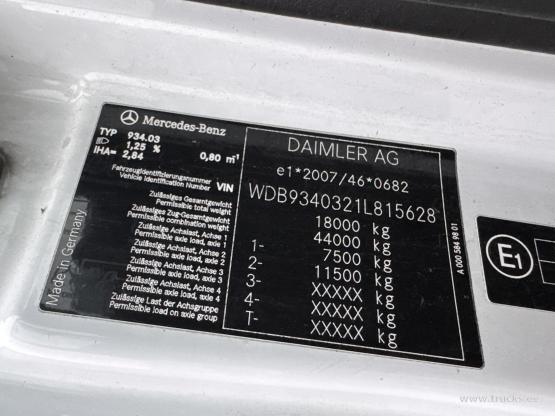 Mercedes-Benz
TYP 934.03
1,25 %
IHA= 2,84 0,80 m¹
DAIMLER AG
e1*2007/46*0682
Fahrzeugidentifizierungsnummer
Vehicle Identification Number VIN WDB9340321L815628
Zulässiges Gesamtgewicht
Permissible total weight 18000 kg
Zulässiges Zug-Gesamtgewicht
Permissible combination weight 44000 kg
Zulässige Achslast, Achse 1
Permissible axle load, axle 1 1- 7500 kg
Zulässige Achslast, Achse 2
Permissible axle load, axle 2 2- 11500 kg
Zulässige Achslast, Achse 3
Permissible axle load, axle 3 3- XXXXX kg
Zulässige Achslast, Achse 4
Permissible axle load, axle 4 4- XXXXX kg
Zulässige Last der Achsgruppe
Permissible load on axle group T- XXXXX kg
Made in Germany
A 000 584 98 01
E1
www.trucks.es